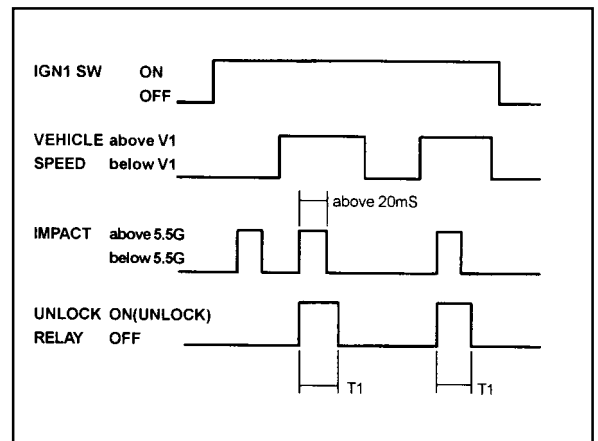 IGN1 SW ON
OFF
VEHICLE above V1
SPEED below V1
above 20mS
IMPACT above 5.5G
below 5.5G
UNLOCK ON(UNLOCK)
RELAY OFF
T1 T1